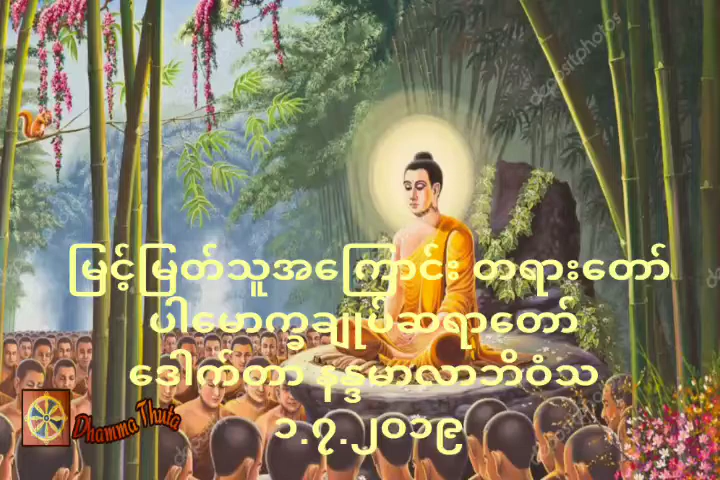 မြင့်မြတ်သူအကြောင်း တရားတော်
ပါမောက္ခချုပ်ဆရာတော်
ဒေါက်တာ နန္ဒမာလာဘိဝံသ
၁.၇.၂၀၁၉
Dhamma Thuta
depositphotos